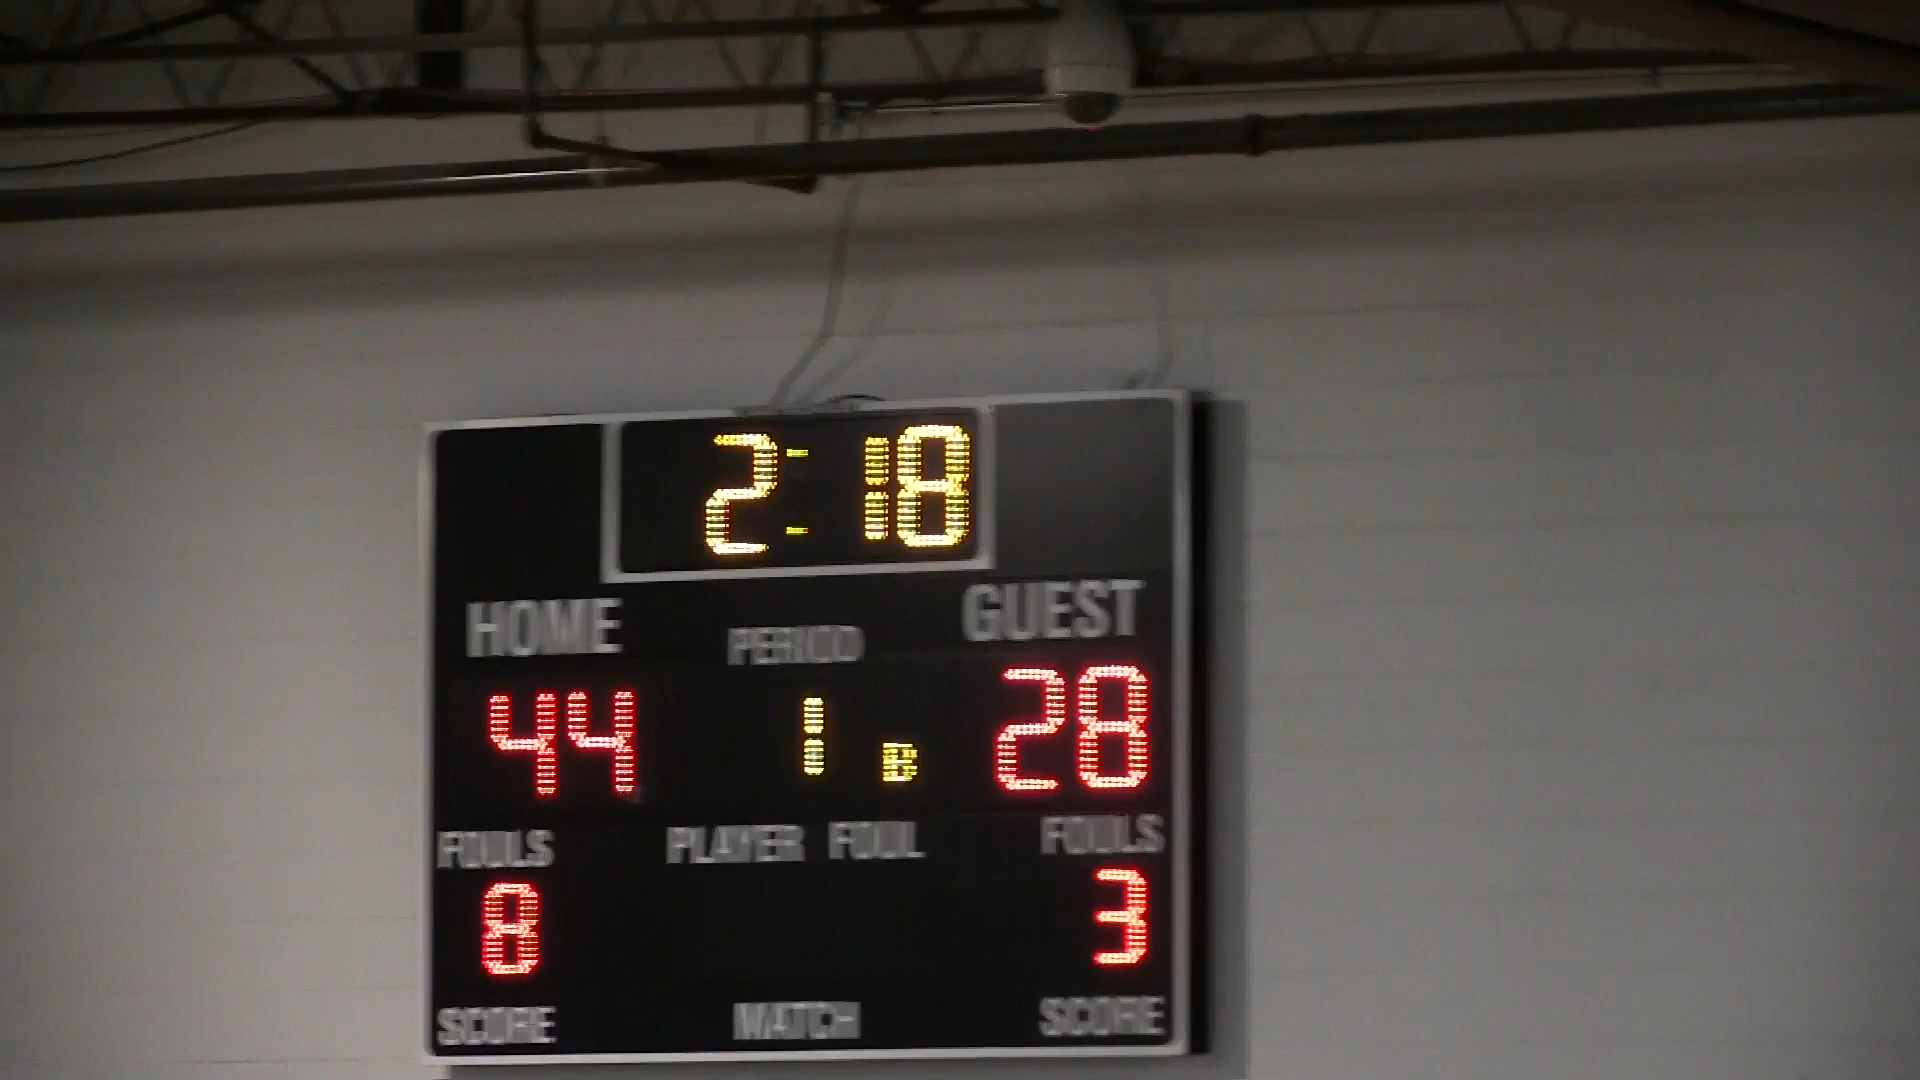 2:18
HOME PERIOD GUEST
44 1 B 28
FOULS PLAYER FOUL FOULS
8 3
SCORE MATCH SCORE